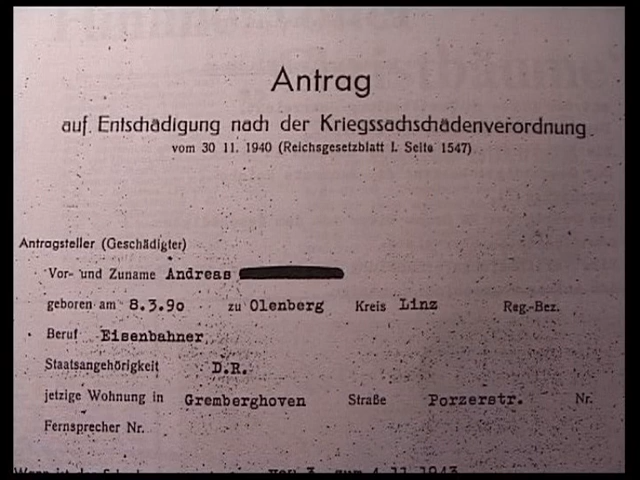 Antrag
auf Entschädigung nach der Kriegssachschädenverordnung
vom 30 11. 1940 (Reichsgesetzblatt I. Seite 1547)
Antragsteller (Geschädigter)
Vor- und Zuname Andreas
geboren am 8.3.90 zu Olenberg Kreis Linz Reg.-Bez.
Beruf Eisenbahner.
Staatsangehörigkeit D.R.
jetzige Wohnung in Gremberghoven Straße Porzerstr. Nr.
Fernsprecher Nr.